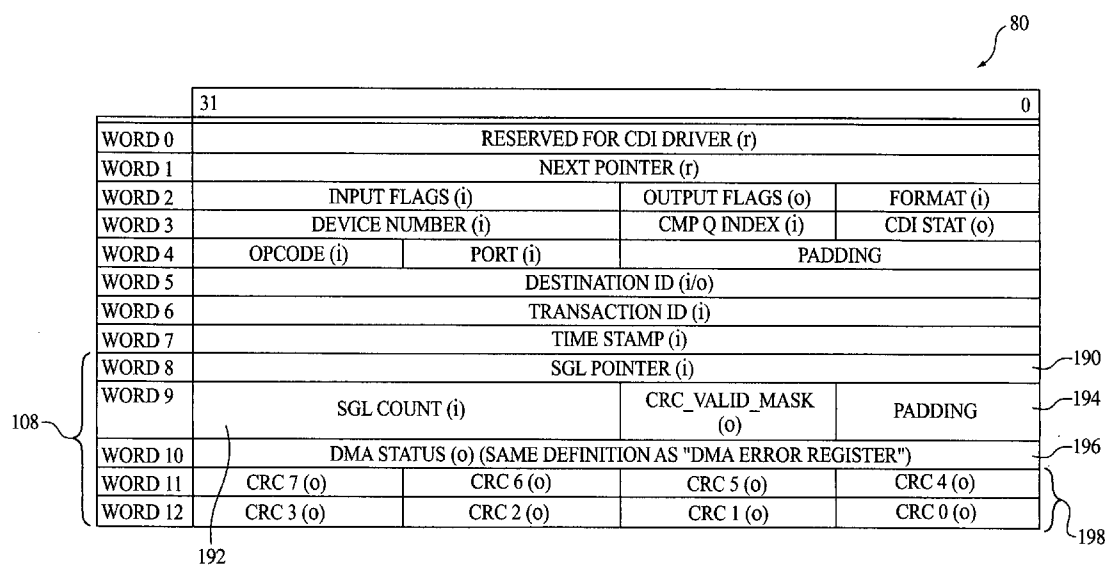 80
31 0
WORD 0 RESERVED FOR CDI DRIVER (r)
WORD 1 NEXT POINTER (r)
WORD 2 INPUT FLAGS (i) OUTPUT FLAGS (o) FORMAT (i)
WORD 3 DEVICE NUMBER (i) CMP Q INDEX (i) CDI STAT (o)
WORD 4 OPCODE (i) PORT (i) PADDING
WORD 5 DESTINATION ID (i/o)
WORD 6 TRANSACTION ID (i)
WORD 7 TIME STAMP (i)
WORD 8 SGL POINTER (i) 190
WORD 9 SGL COUNT (i) CRC_VALID_MASK (o) PADDING 194
108
WORD 10 DMA STATUS (o) (SAME DEFINITION AS "DMA ERROR REGISTER") 196
WORD 11 CRC 7 (o) CRC 6 (o) CRC 5 (o) CRC 4 (o)
WORD 12 CRC 3 (o) CRC 2 (o) CRC 1 (o) CRC 0 (o)
198
192